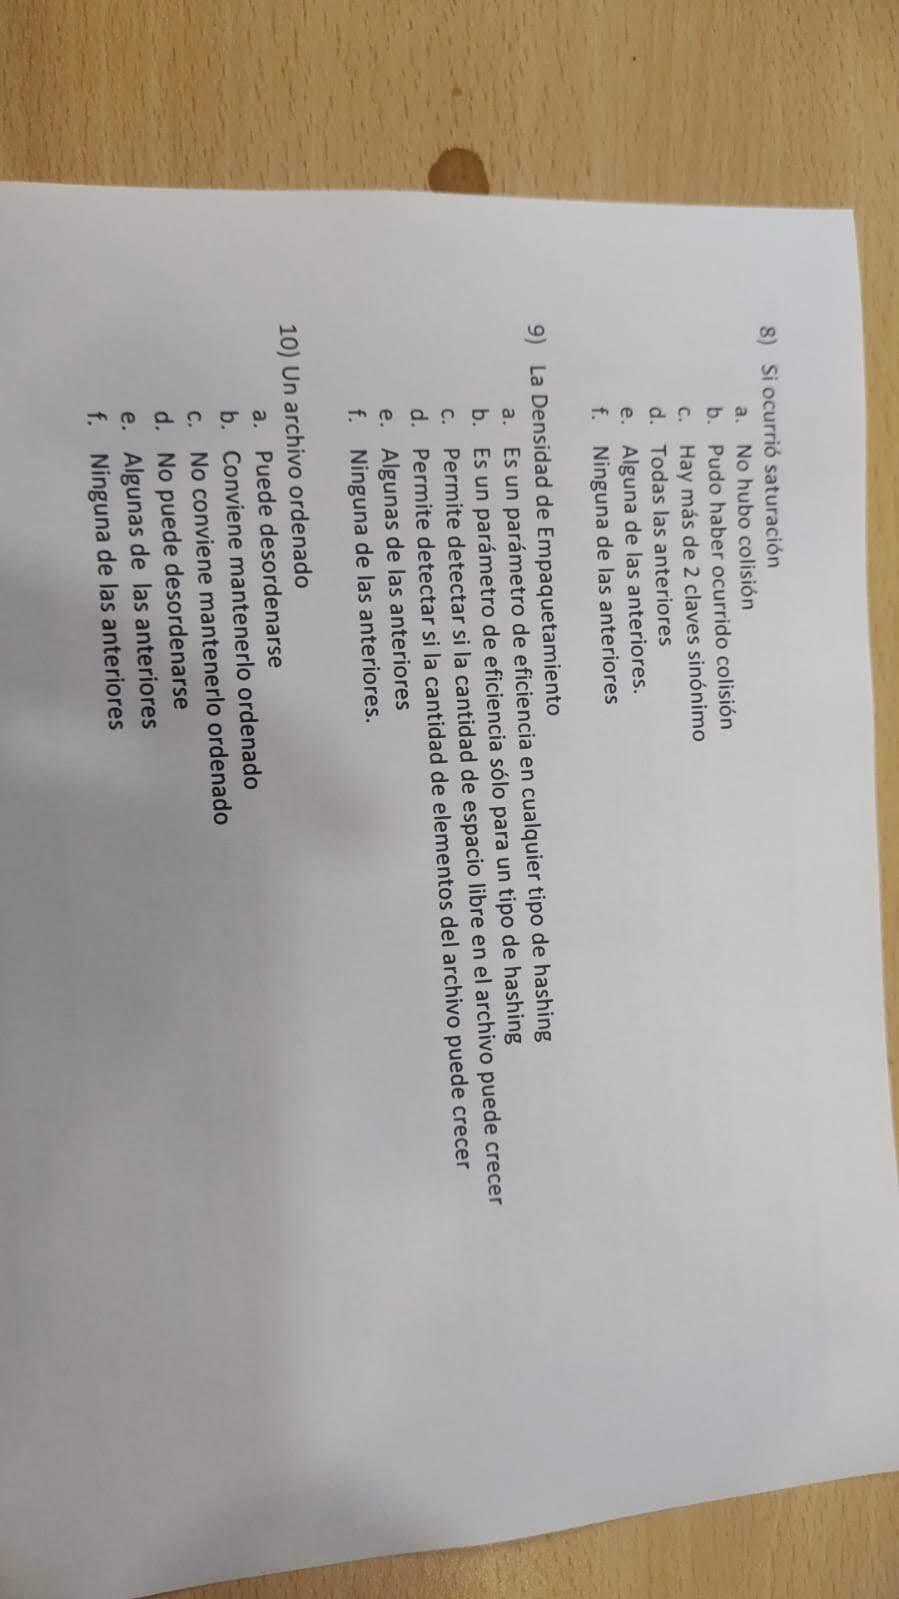 8) Si ocurrió saturación
a. No hubo colisión
b. Pudo haber ocurrido colisión
c. Hay más de 2 claves sinónimo
d. Todas las anteriores
e. Alguna de las anteriores.
f. Ninguna de las anteriores
9) La Densidad de Empaquetamiento
a. Es un parámetro de eficiencia en cualquier tipo de hashing
b. Es un parámetro de eficiencia sólo para un tipo de hashing
c. Permite detectar si la cantidad de espacio libre en el archivo puede crecer
d. Permite detectar si la cantidad de elementos del archivo puede crecer
e. Algunas de las anteriores
f. Ninguna de las anteriores.
10) Un archivo ordenado
a. Puede desordenarse
b. Conviene mantenerlo ordenado
c. No conviene mantenerlo ordenado
d. No puede desordenarse
e. Algunas de las anteriores
f. Ninguna de las anteriores